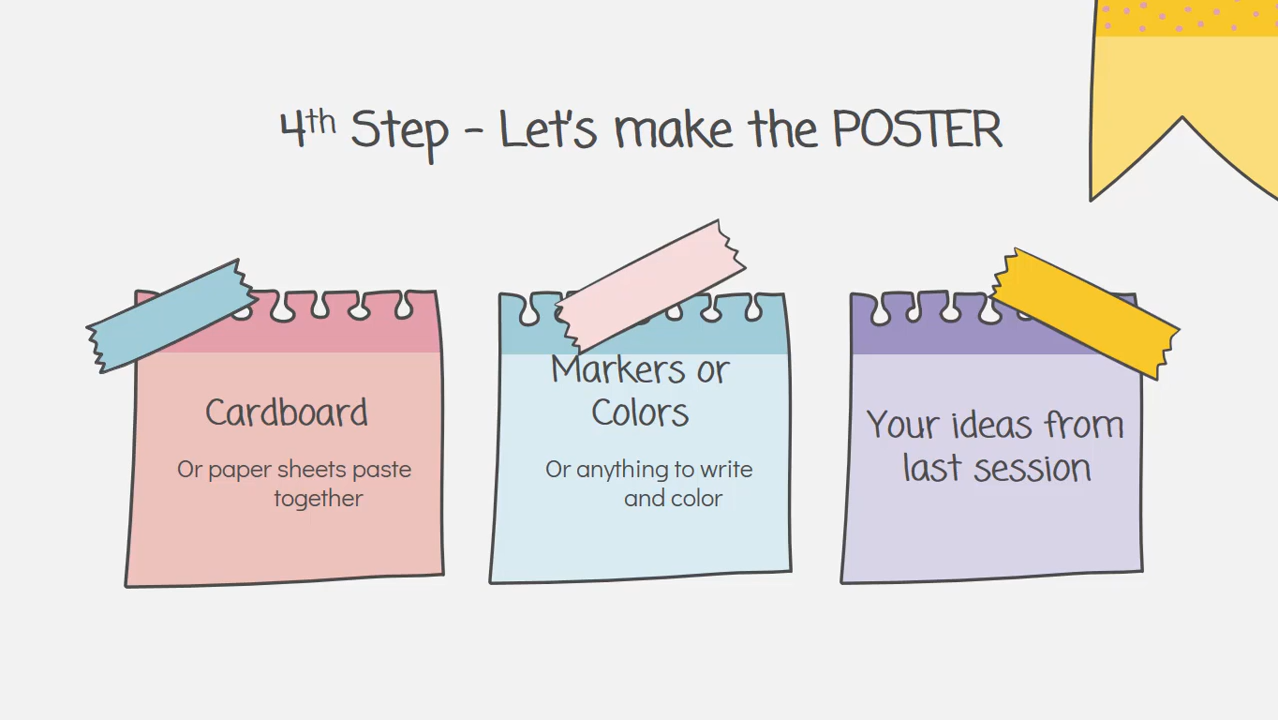 4th Step - Let's make the POSTER
Cardboard
Or paper sheets paste
together
Markers or
Colors
Or anything to write
and color
Your ideas from
last session